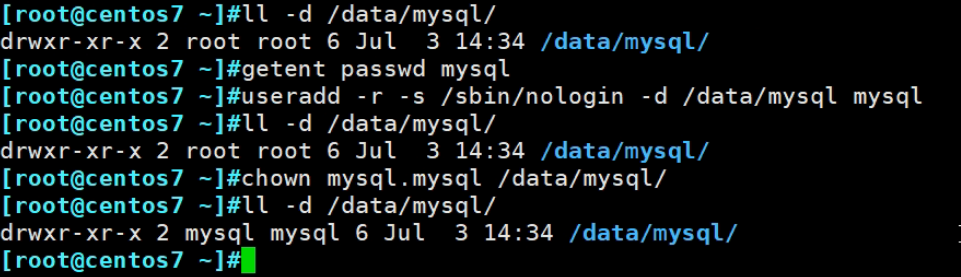 [root@centos7 ~]#ll -d /data/mysql/
drwxr-xr-x 2 root root 6 Jul  3 14:34 /data/mysql/
[root@centos7 ~]#getent passwd mysql
[root@centos7 ~]#useradd -r -s /sbin/nologin -d /data/mysql mysql
[root@centos7 ~]#ll -d /data/mysql/
drwxr-xr-x 2 root root 6 Jul  3 14:34 /data/mysql/
[root@centos7 ~]#chown mysql.mysql /data/mysql/
[root@centos7 ~]#ll -d /data/mysql/
drwxr-xr-x 2 mysql mysql 6 Jul  3 14:34 /data/mysql/
[root@centos7 ~]#